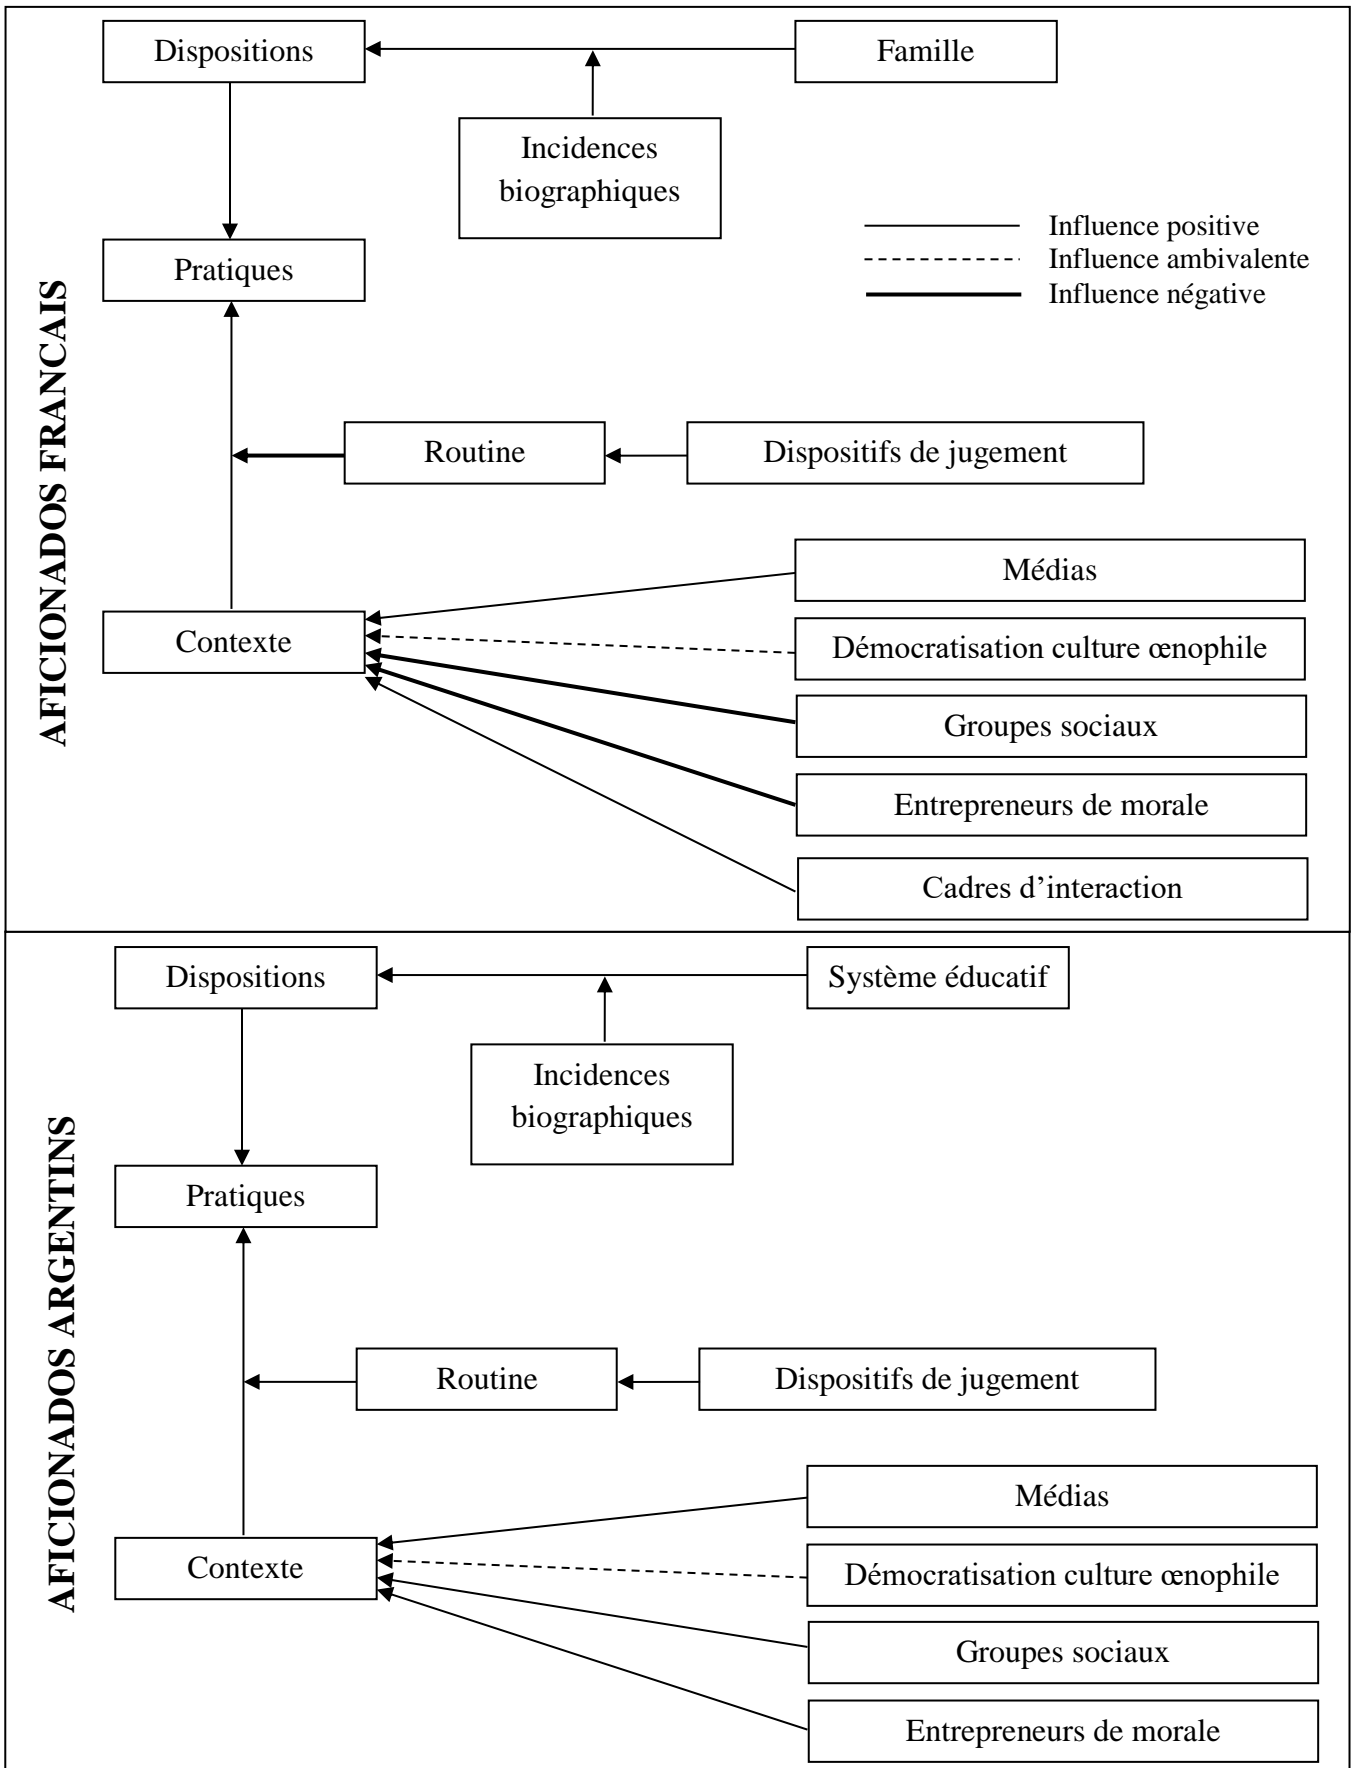 AFICIONADOS FRANCAIS
Dispositions
Famille
Incidences
biographiques
Influence positive
Influence ambivalente
Influence négative
Pratiques
Routine
Dispositifs de jugement
Médias
Contexte
Démocratisation culture œnophile
Groupes sociaux
Entrepreneurs de morale
Cadres d’interaction
AFICIONADOS ARGENTINS
Dispositions
Système éducatif
Incidences
biographiques
Pratiques
Routine
Dispositifs de jugement
Médias
Contexte
Démocratisation culture œnophile
Groupes sociaux
Entrepreneurs de morale